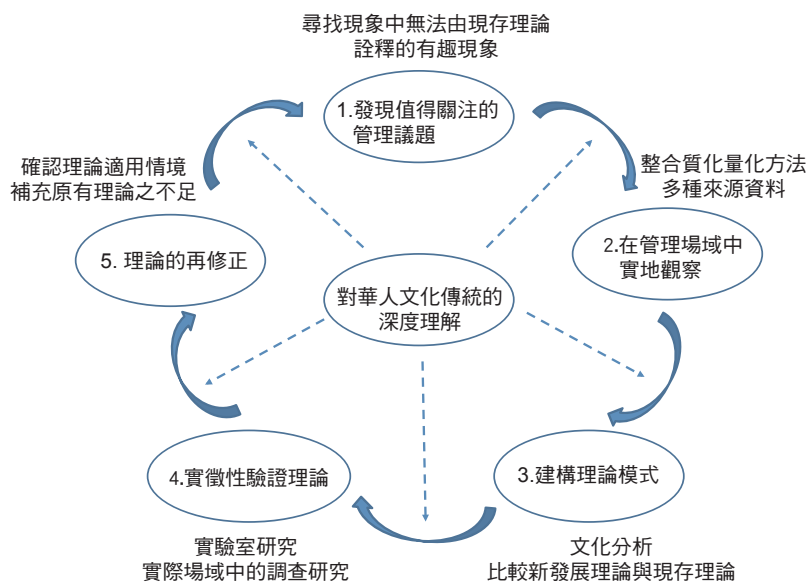 尋找現象中無法由現存理論
詮釋的有趣現象
1.發現值得關注的
管理議題
整合質化量化方法
多種來源資料
2.在管理場域中
實地觀察
3.建構理論模式
文化分析
比較新發展理論與現存理論
4.實徵性驗證理論
實驗室研究
實際場域中的調查研究
5. 理論的再修正
確認理論適用情境
補充原有理論之不足
對華人文化傳統的
深度理解